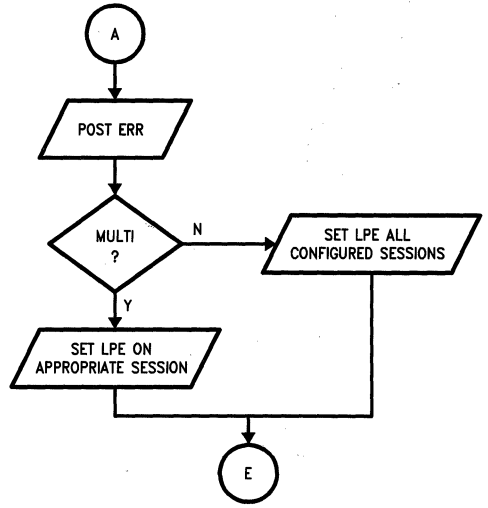 A
POST ERR
MULTI
?
N
SET LPE ALL
CONFIGURED SESSIONS
Y
SET LPE ON
APPROPRIATE SESSION
E